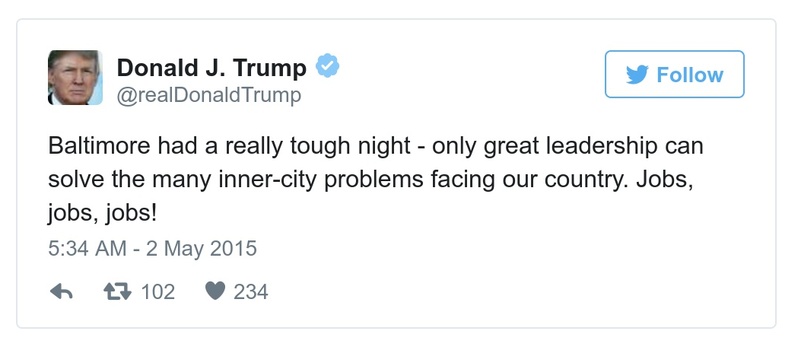 Donald J. Trump
@realDonaldTrump
Follow
Baltimore had a really tough night - only great leadership can
solve the many inner-city problems facing our country. Jobs,
jobs, jobs!
5:34 AM - 2 May 2015
102 234